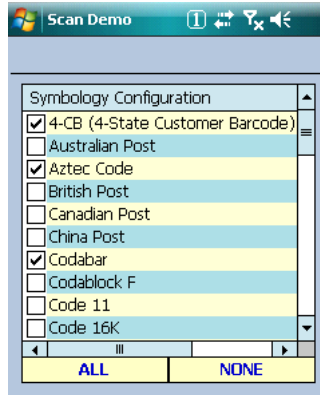 Scan Demo 1
Symbology Configuration
4-CB (4-State Customer Barcode)
Australian Post
Aztec Code
British Post
Canadian Post
China Post
Codabar
Codablock F
Code 11
Code 16K
ALL NONE